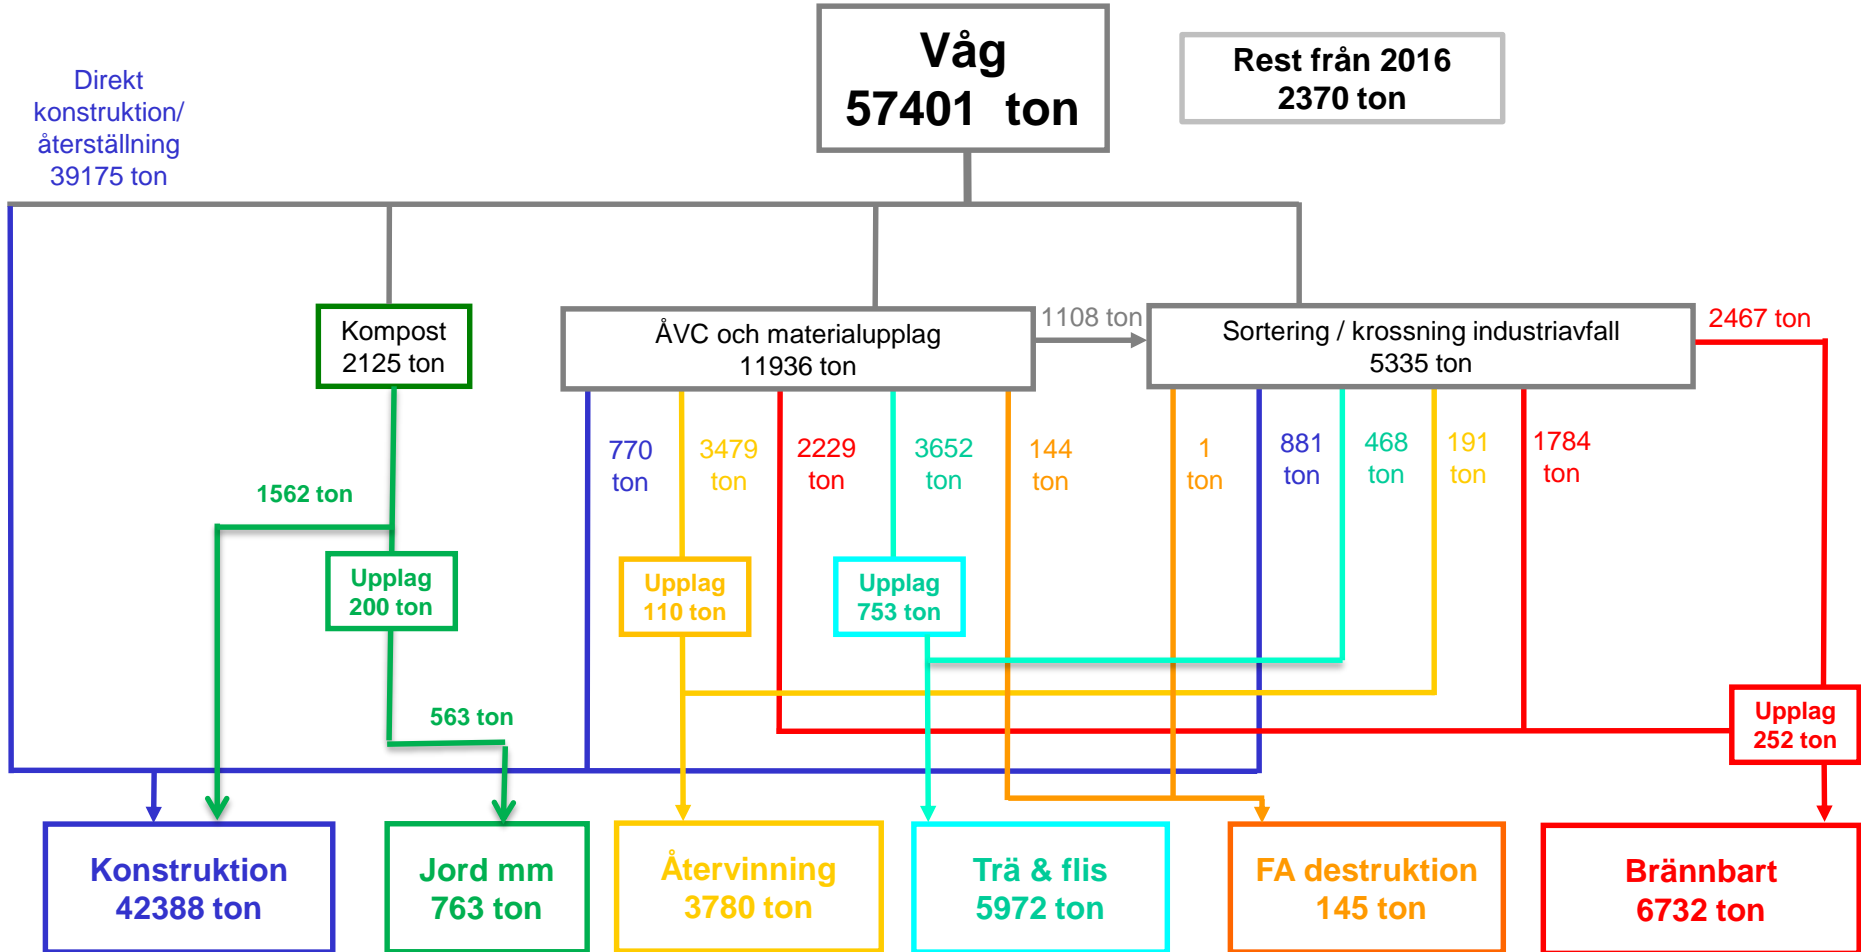 Våg
57401 ton
Rest från 2016
2370 ton
Direkt
konstruktion/
återställning
39175 ton
Kompost
2125 ton
ÅVC och materialupplag
11936 ton
1108 ton
Sortering / krossning industriavfall
5335 ton
2467 ton
770
ton
3479
ton
2229
ton
3652
ton
144
ton
1
ton
881
ton
468
ton
191
ton
1784
ton
1562 ton
Upplag
200 ton
Upplag
110 ton
Upplag
753 ton
563 ton
Upplag
252 ton
Konstruktion
42388 ton
Jord mm
763 ton
Återvinning
3780 ton
Trä & flis
5972 ton
FA destruktion
145 ton
Brännbart
6732 ton